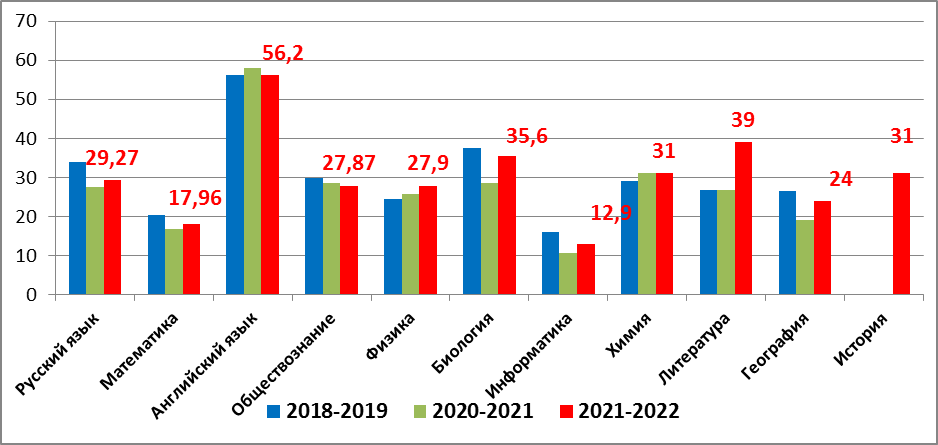 70
60
50
40
30
20
10
0
56,2
29,27
17,96
27,87
27,9
35,6
12,9
31
39
24
31
Русский язык
Математика
Английский язык
Обществознание
Физика
Биология
Информатика
Химия
Литература
География
История
2018-2019 2020-2021 2021-2022